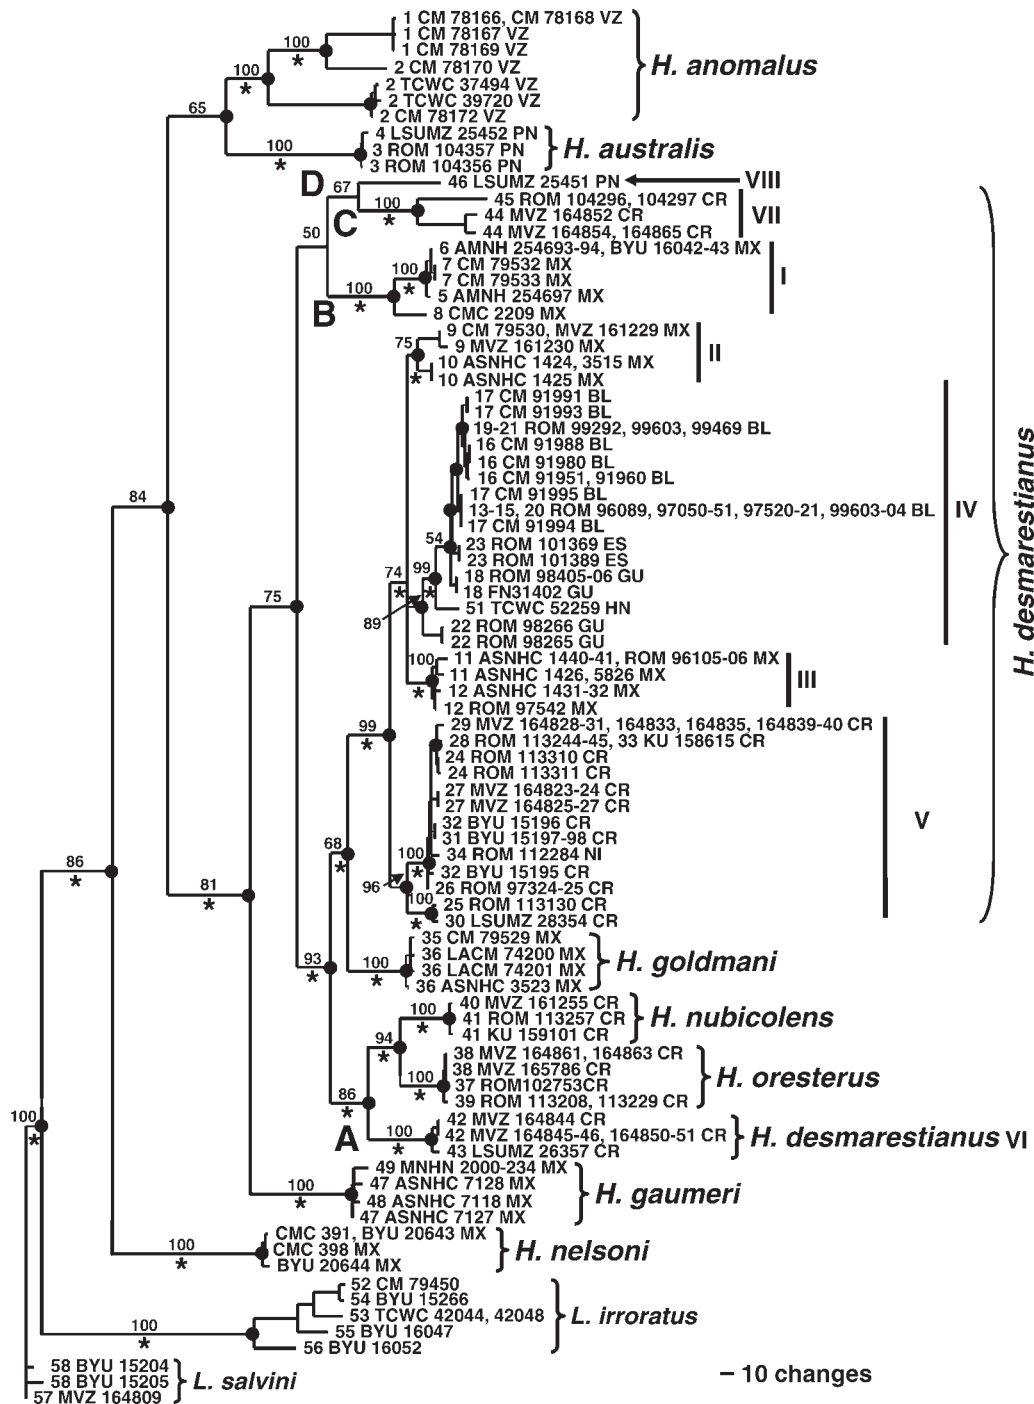 1 CM 78166, CM 78168 VZ
1 CM 78167 VZ
1 CM 78169 VZ
2 CM 78170 VZ
2 TCWC 37494 VZ
2 TCWC 39720 VZ
2 CM 78172 VZ
H. anomalus
100
*
100
*
65
4 LSUMZ 25452 PN
3 ROM 104357 PN
3 ROM 104356 PN
H. australis
100
*
D
67
46 LSUMZ 25451 PN
VIII
45 ROM 104296, 104297 CR
44 MVZ 164852 CR
44 MVZ 164854, 164865 CR
VII
C
100
*
50
6 AMNH 254693-94, BYU 16042-43 MX
7 CM 79532 MX
7 CM 79533 MX
5 AMNH 254697 MX
8 CMC 2209 MX
I
100
*
100
*
B
9 CM 79530, MVZ 161229 MX
9 MVZ 161230 MX
10 ASNHC 1424, 3515 MX
10 ASNHC 1425 MX
II
75
*
17 CM 91991 BL
17 CM 91993 BL
19-21 ROM 99292, 99603, 99469 BL
16 CM 91988 BL
16 CM 91980 BL
16 CM 91951, 91960 BL
17 CM 91995 BL
13-15, 20 ROM 96089, 97050-51, 97520-21, 99603-04 BL
17 CM 91994 BL
23 ROM 101369 ES
23 ROM 101389 ES
18 ROM 98405-06 GU
18 FN31402 GU
51 TCWC 52259 HN
22 ROM 98266 GU
22 ROM 98265 GU
IV
54
99
*
89
74
*
H. desmarestianus
11 ASNHC 1440-41, ROM 96105-06 MX
11 ASNHC 1426, 5826 MX
12 ASNHC 1431-32 MX
12 ROM 97542 MX
III
100
*
84
75
29 MVZ 164828-31, 164833, 164835, 164839-40 CR
28 ROM 113244-45, 33 KU 158615 CR
24 ROM 113310 CR
24 ROM 113311 CR
27 MVZ 164823-24 CR
27 MVZ 164825-27 CR
32 BYU 15196 CR
31 BYU 15197-98 CR
34 ROM 112284 NI
32 BYU 15195 CR
26 ROM 97324-25 CR
25 ROM 113130 CR
30 LSUMZ 28354 CR
V
99
*
100
*
96
100
*
68
*
86
*
81
*
35 CM 79529 MX
36 LACM 74200 MX
36 LACM 74201 MX
36 ASNHC 3523 MX
H. goldmani
100
*
93
*
40 MVZ 161255 CR
41 ROM 113257 CR
41 KU 159101 CR
H. nubicolens
100
*
94
*
38 MVZ 164861, 164863 CR
38 MVZ 165786 CR
37 ROM102753CR
39 ROM 113208, 113229 CR
H. oresterus
100
*
86
*
A
42 MVZ 164844 CR
42 MVZ 164845-46, 164850-51 CR
43 LSUMZ 26357 CR
H. desmarestianus VI
100
*
100
*
49 MNHN 2000-234 MX
47 ASNHC 7128 MX
48 ASNHC 7118 MX
47 ASNHC 7127 MX
H. gaumeri
100
*
CMC 391, BYU 20643 MX
CMC 398 MX
BYU 20644 MX
H. nelsoni
100
*
52 CM 79450
54 BYU 15266
53 TCWC 42044, 42048
55 BYU 16047
56 BYU 16052
L. irroratus
100
*
58 BYU 15204
58 BYU 15205
57 MVZ 164809
L. salvini
– 10 changes